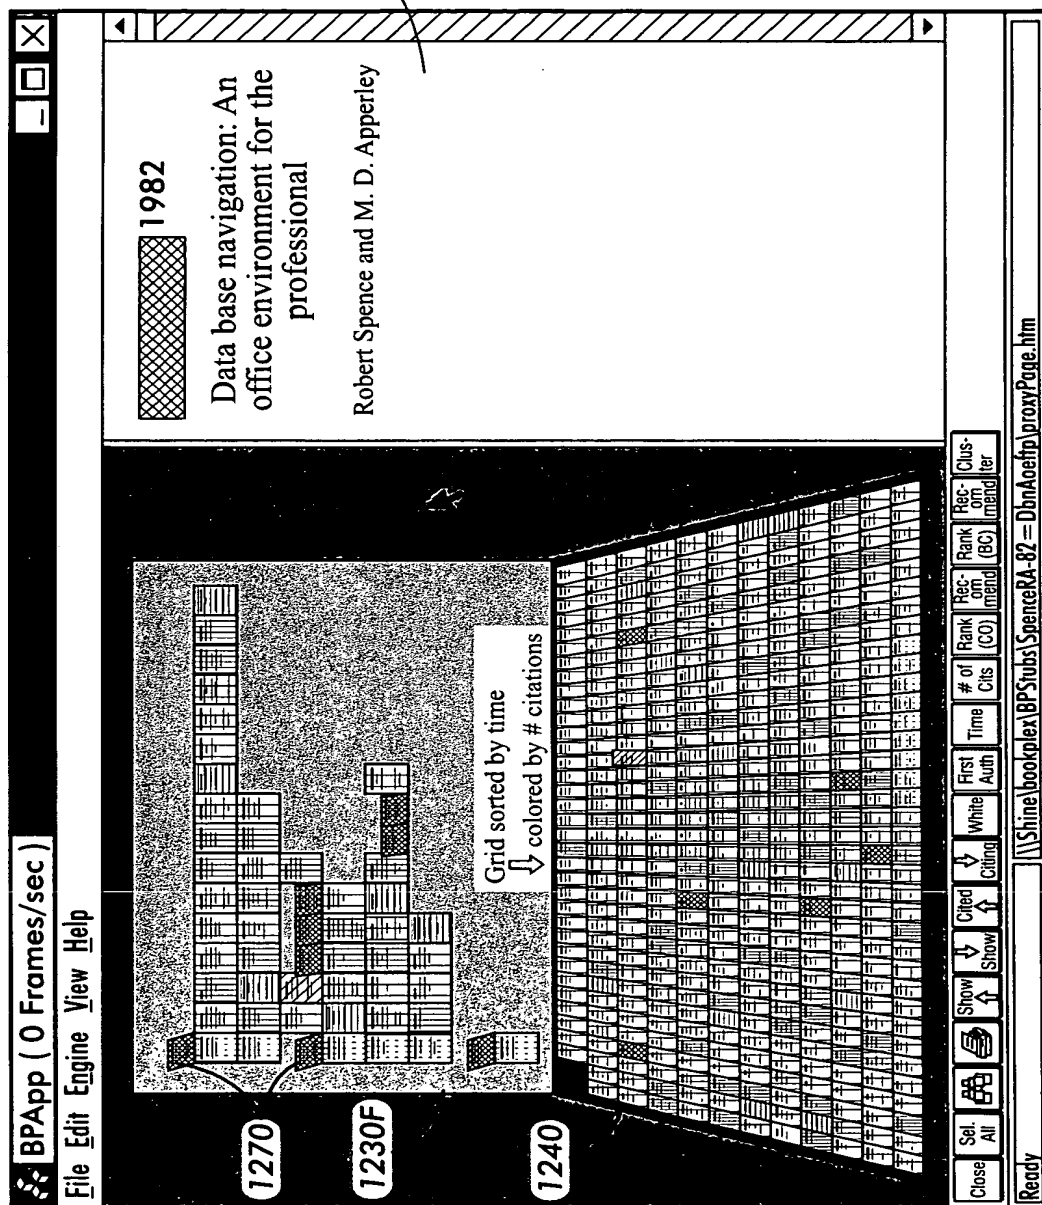 BPApp ( 0 Frames/sec )
File Edit Engine View Help
1982
Data base navigation: An
office environment for the
professional
Robert Spence and M. D. Apperley
1270
1230F
1240
Grid sorted by time
colored by # citations
Close
Sel.
All
Show
Show
Cited
Citing
White
First
Auth
Time
# of
Cits
Rank
(CO)
Rec-
om
mend
Rank
(BC)
Rec-
om
mend
Clus-
ter
Ready
\\Shine\bookplex\BPStubs\SpenceRA-82=DbnAoeftp\proxyPage.htm